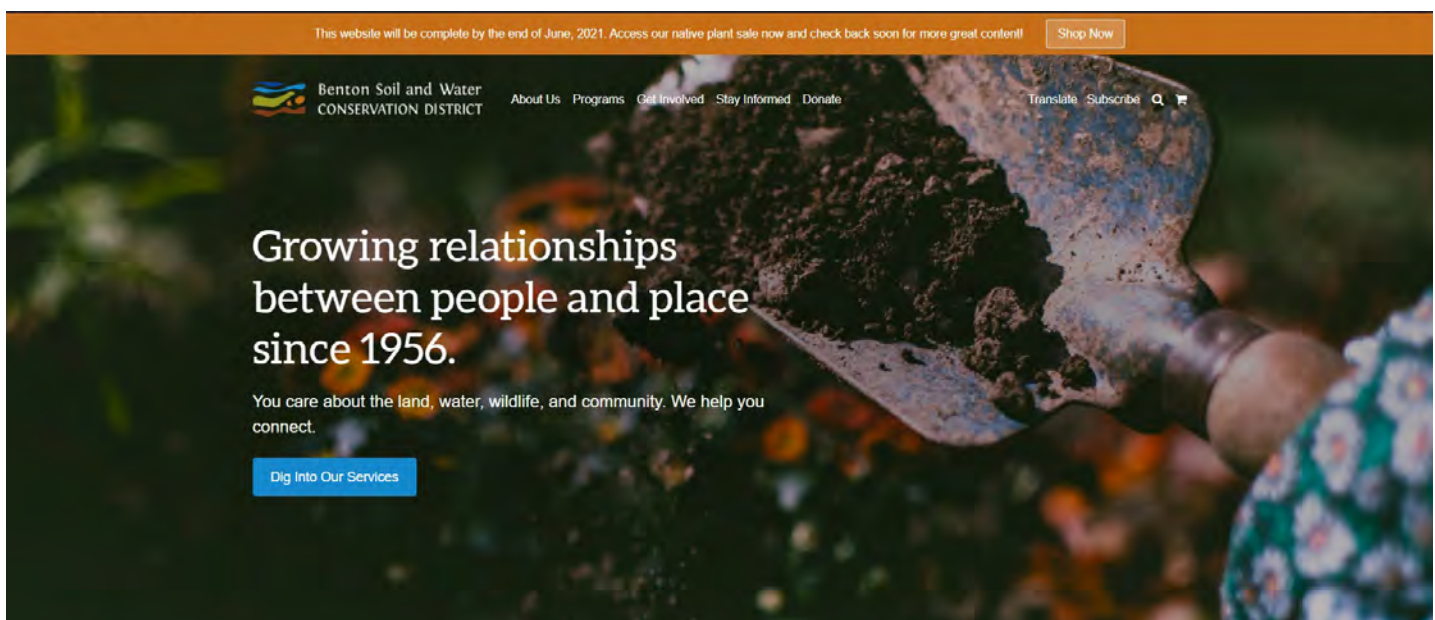 This website will be complete by the end of June, 2021. Access our native plant sale now and check back soon for more great content! Shop Now
Benton Soil and Water
CONSERVATION DISTRICT
About Us Programs Get Involved Stay Informed Donate Translate Subscribe
Growing relationships
between people and place
since 1956.
You care about the land, water, wildlife, and community. We help you
connect.
Dig Into Our Services